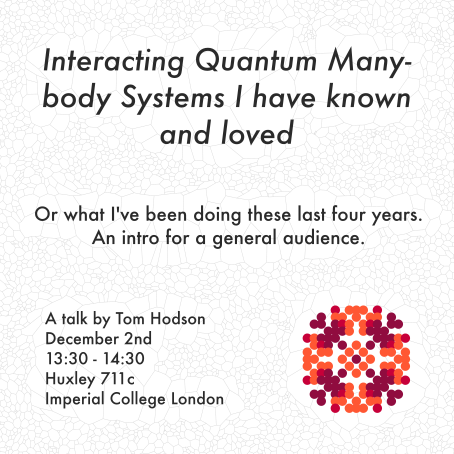 Interacting Quantum Many-
body Systems I have known
and loved
Or what I've been doing these last four years.
An intro for a general audience.
A talk by Tom Hodson
December 2nd
13:30 - 14:30
Huxley 711c
Imperial College London